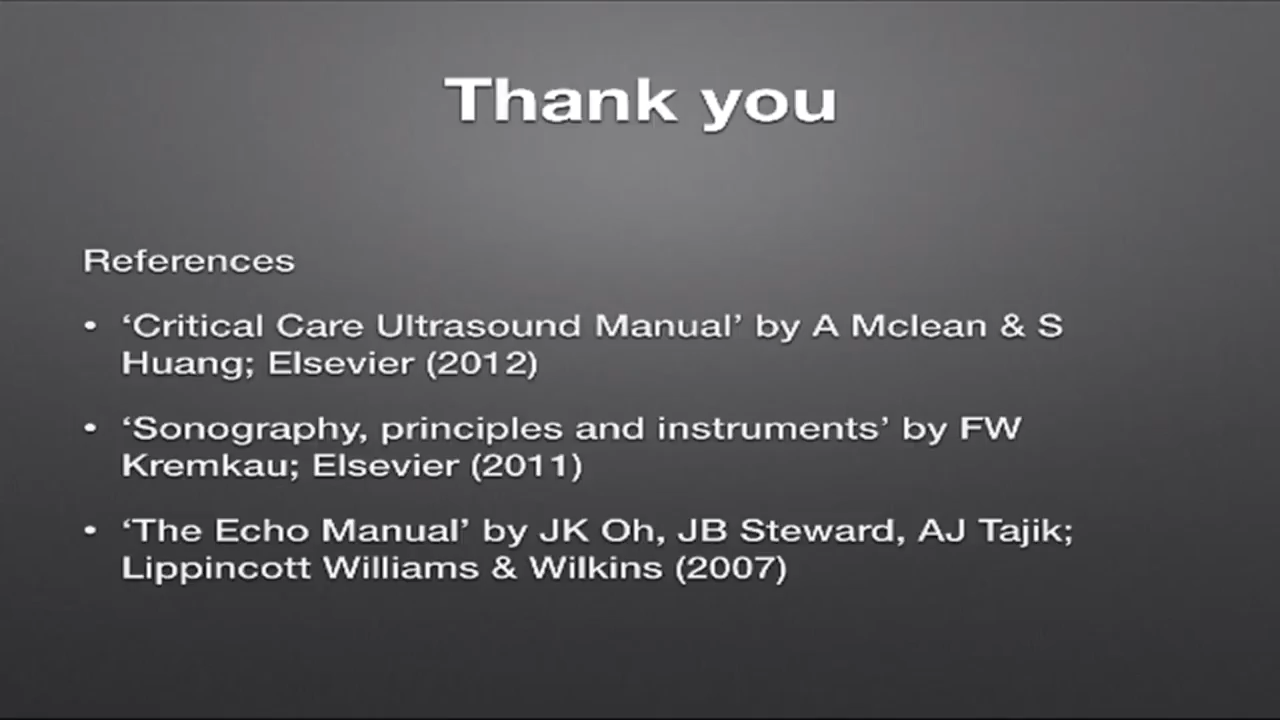 Thank you
References
• ‘Critical Care Ultrasound Manual’ by A Mclean & S
Huang; Elsevier (2012)
• ‘Sonography, principles and instruments’ by FW
Kremkau; Elsevier (2011)
• ‘The Echo Manual’ by JK Oh, JB Steward, AJ Tajik;
Lippincott Williams & Wilkins (2007)